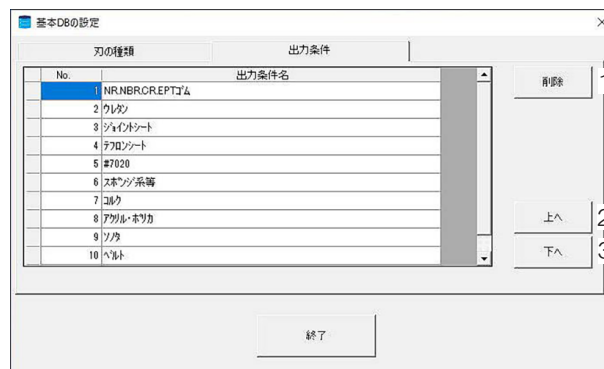 基本DBの設定
刃の種類
出力条件
No.
出力条件名
1 NR.NBR.CR.EPTゴム
2 ウレタン
3 ジョイントシート
4 テフロンシート
5 #7020
6 スポンジ系等
7 コルク
8 アクリル・ポリカ
9 ソノタ
10 ベルト
削除
上へ
2
下へ
3
終了